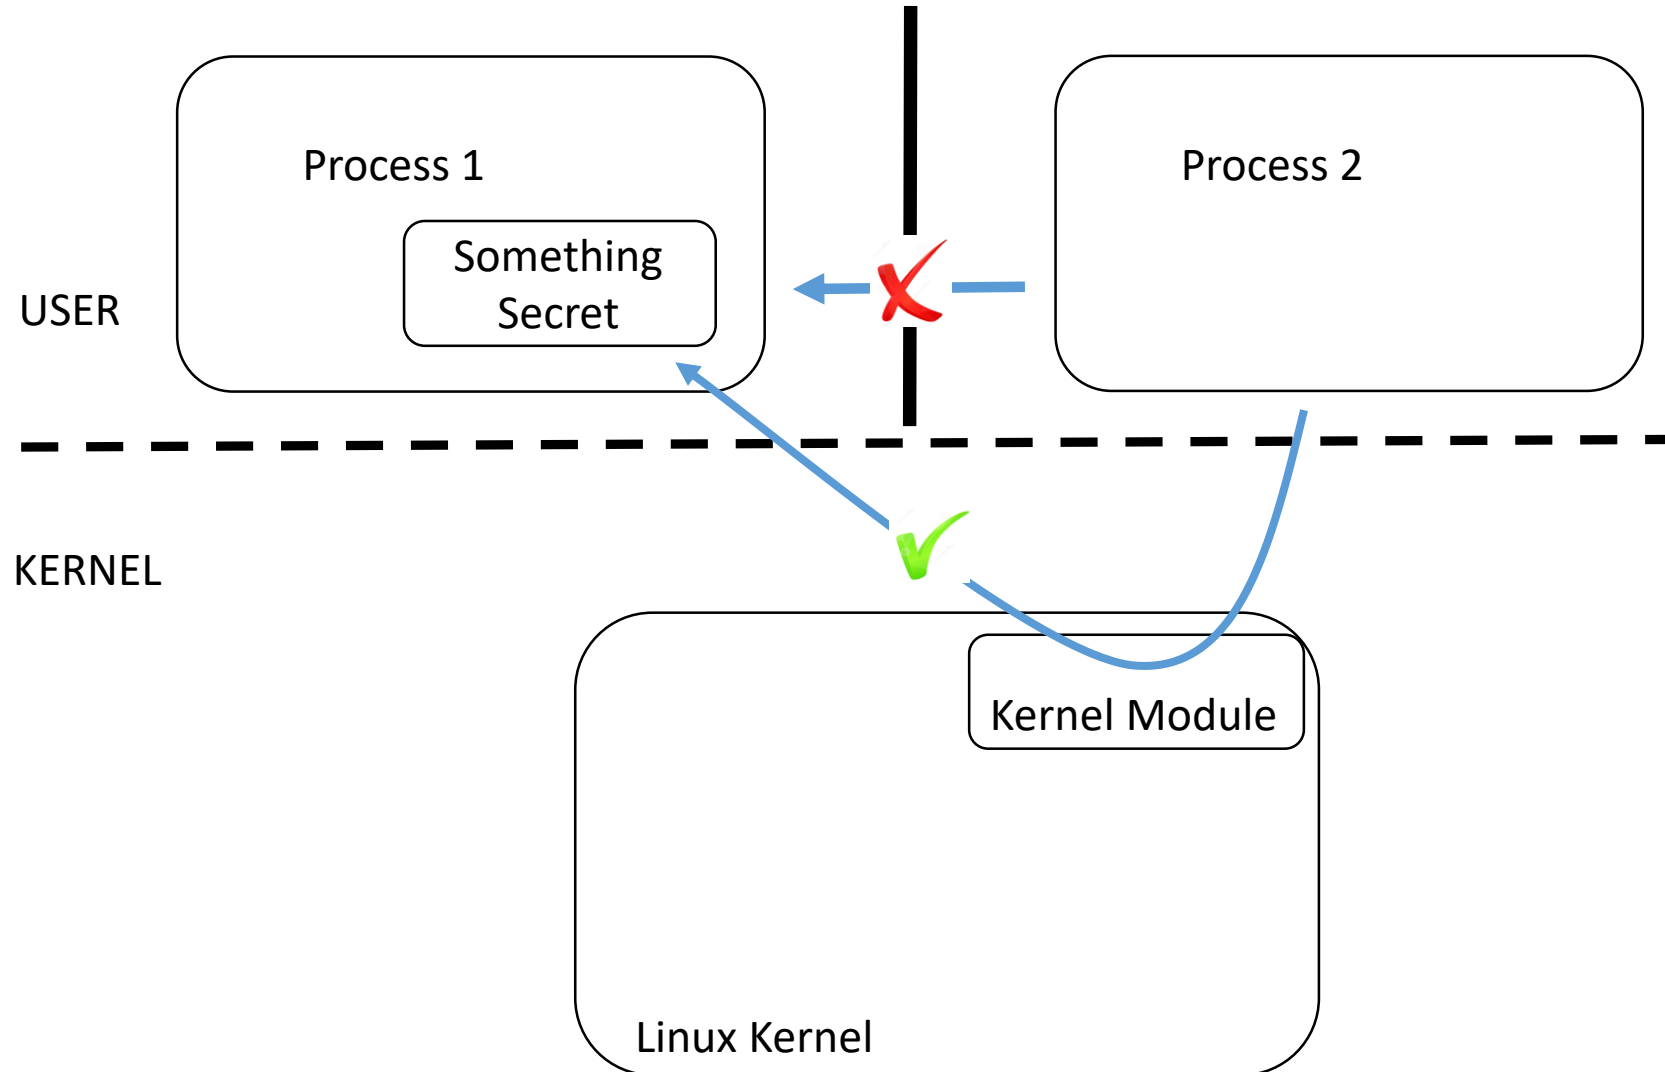 Process 1
Process 2
Something
Secret
USER
KERNEL
Kernel Module
Linux Kernel